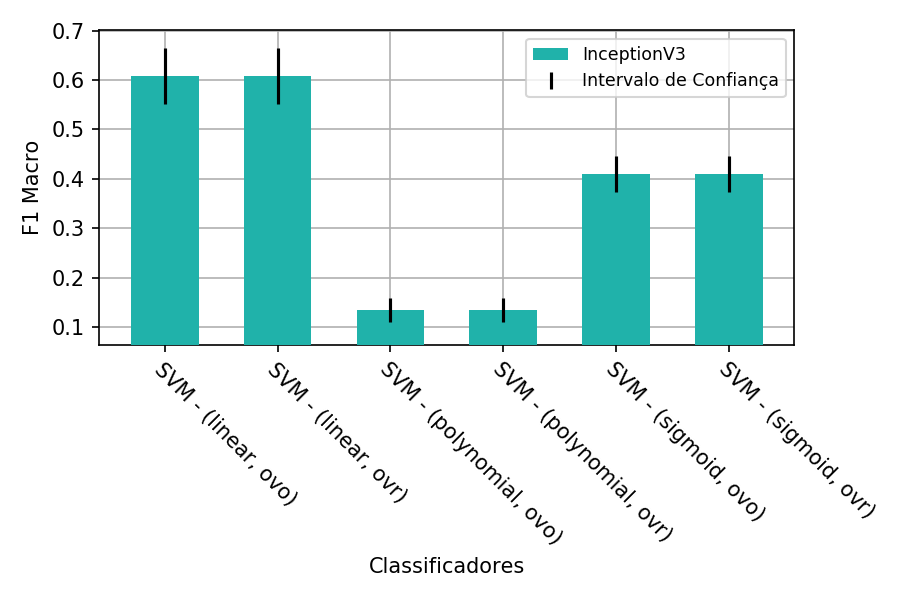 0.7
0.6
0.5
0.4
0.3
0.2
0.1
F1 Macro
InceptionV3
Intervalo de Confiança
SVM - (linear, ovo)
SVM - (linear, ovr)
SVM - (polynomial, ovo)
SVM - (polynomial, ovr)
SVM - (sigmoid, ovo)
SVM - (sigmoid, ovr)
Classificadores